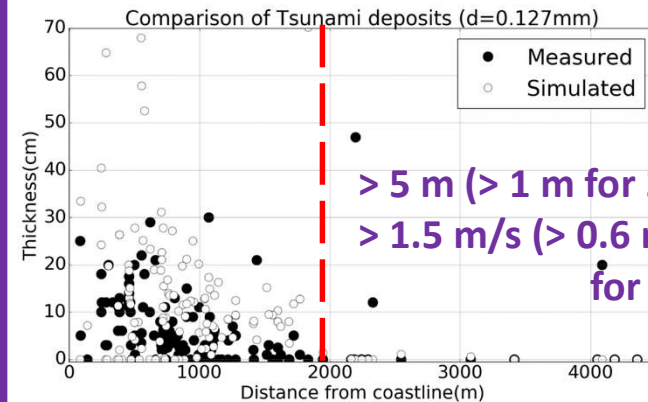 Comparison of Tsunami deposits (d=0.127mm)
70
60
50
40
30
20
10
0
Thickness(cm)
Measured
Simulated
> 5 m (> 1 m for
> 1.5 m/s (> 0.6
for
0
1000
2000
3000
4000
Distance from coastline(m)